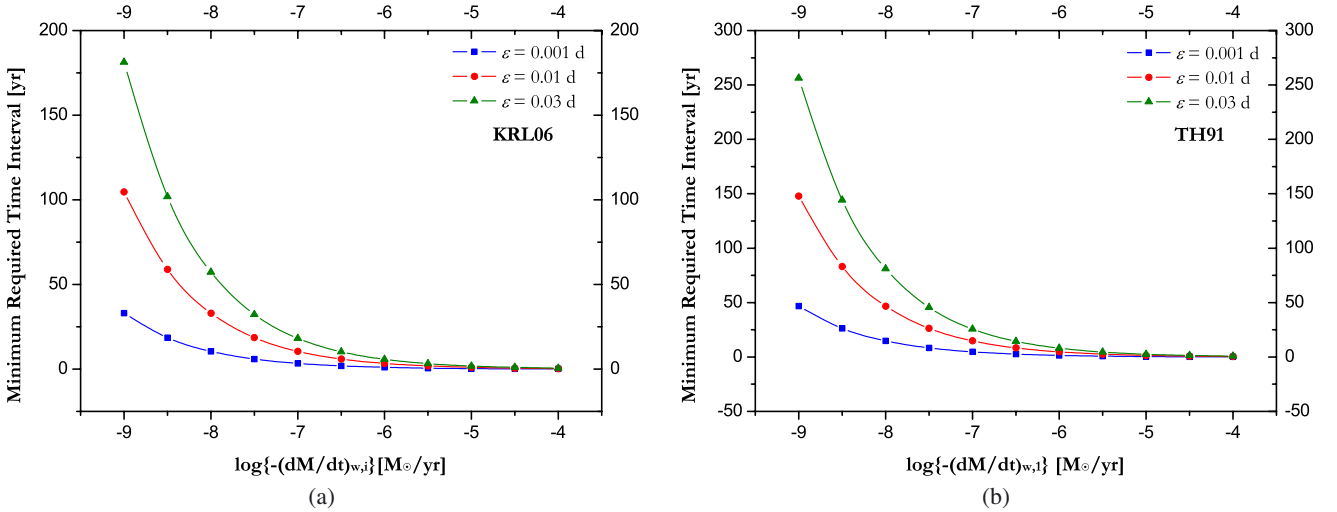 -9 -8 -7 -6 -5 -4
200 150 100 50 0
Minimum Required Time Interval [yr]
ε = 0.001 d
ε = 0.01 d
ε = 0.03 d
KRL06
200 150 100 50 0
-9 -8 -7 -6 -5 -4
log{-(dM/dt)w,i}[M☉/yr]
(a)
-9 -8 -7 -6 -5 -4
300 250 200 150 100 50 0 -50
Minimum Required Time Interval [yr]
ε = 0.001 d
ε = 0.01 d
ε = 0.03 d
TH91
300 250 200 150 100 50 0 -50
-9 -8 -7 -6 -5 -4
log{-(dM/dt)w,1} [M☉/yr]
(b)